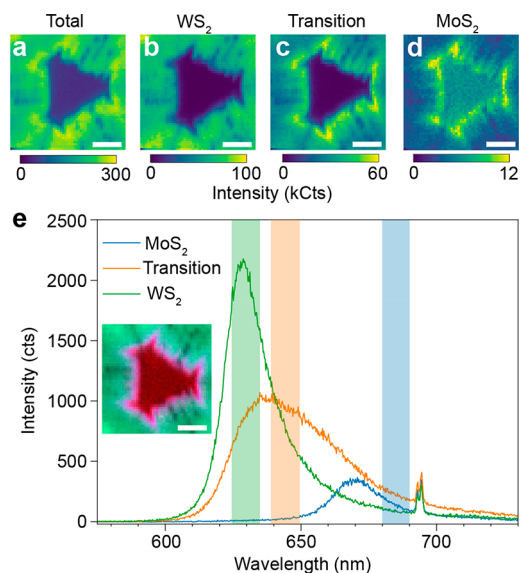 Total WS₂ Transition MoS₂
a b c d
0 300 0 100 0 60 0 12
Intensity (kCts)
e
2500
2000
1500
1000
500
0
Intensity (cts)
MoS₂
Transition
WS₂
600 650 700
Wavelength (nm)